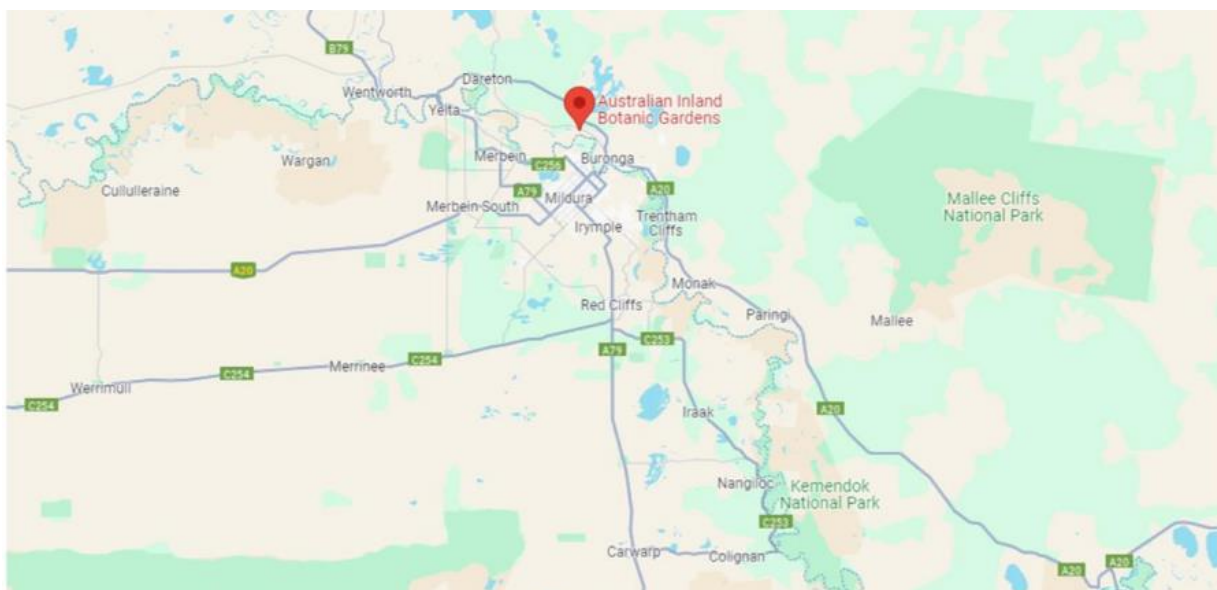 B79
Dareton
Wentworth
Yelta
Australian Inland
Botanic Gardens
Merbein
C256
Buronga
Wargan
Cullulleraine
A79
A20
Mildura
Merbein South
Mallee Cliffs
National Park
Trentham
Cliffs
Irymple
A20
Monak
Red Cliffs
Paringi
Mallee
C253
A79
C254
Merrinee
C254
Werrimull
C254
A20
Iraak
Nangiloc
Kemendok
National Park
C253
Carwarp
Colignan
A20
A20